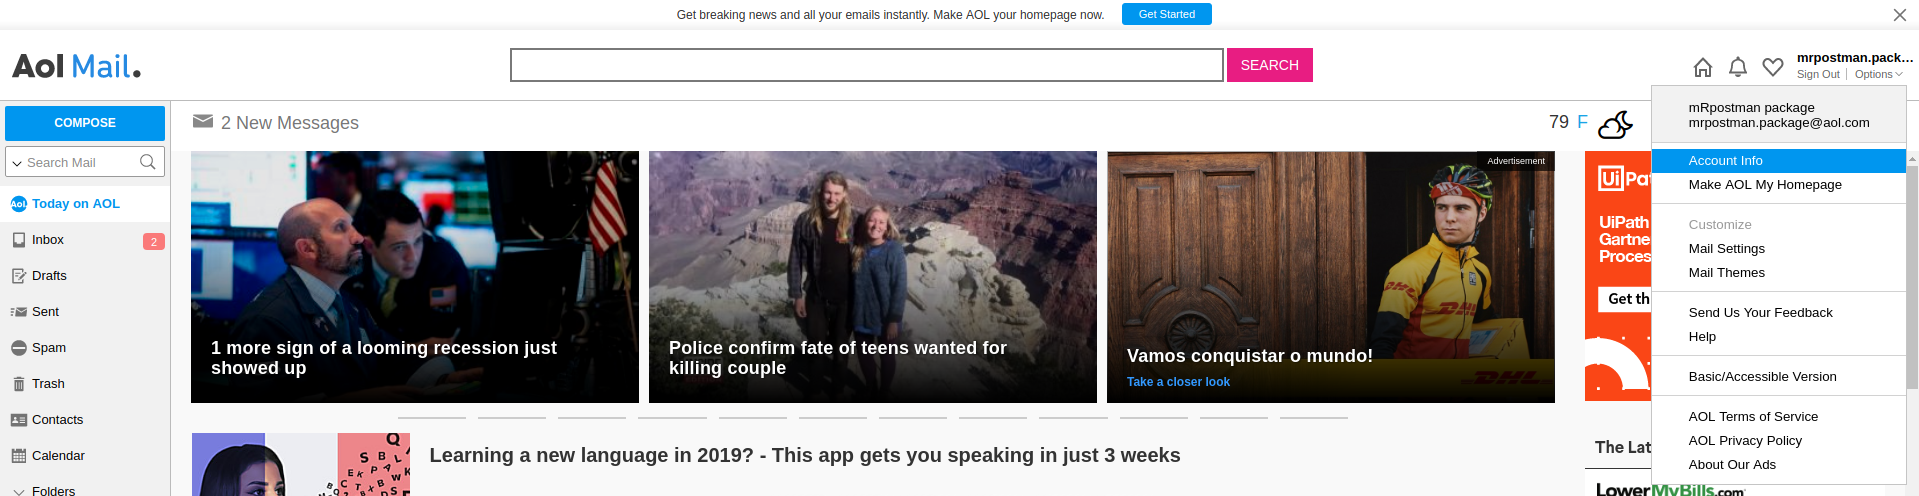 Get breaking news and all your emails instantly. Make AOL your homepage now.
Get Started
Aol Mail.
SEARCH
mrpostman.pack...
Sign Out
Options
COMPOSE
2 New Messages
79 F
mRpostman package
mrpostman.package@aol.com
Search Mail
Advertisement
Account Info
Make AOL My Homepage
Aol.
Today on AOL
Inbox
2
Drafts
Sent
Spam
Trash
Contacts
Calendar
Folders
1 more sign of a looming recession just
showed up
Police confirm fate of teens wanted for
killing couple
Vamos conquistar o mundo!
Take a closer look
DHL
UiPat
UiPath
Gartne
Proces
Get th
Customize
Mail Settings
Mail Themes
Send Us Your Feedback
Help
Basic/Accessible Version
AOL Terms of Service
AOL Privacy Policy
About Our Ads
Learning a new language in 2019? - This app gets you speaking in just 3 weeks
The Lat
LowerMyBills.com